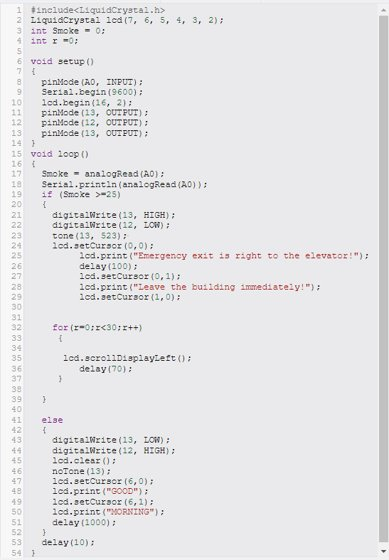 1 #include<LiquidCrystal.h>
2 LiquidCrystal lcd(7, 6, 5, 4, 3, 2);
3 int Smoke = 0;
4 int r =0;
5
6 void setup()
7 {
8 pinMode(A0, INPUT);
9 Serial.begin(9600);
10 lcd.begin(16, 2);
11 pinMode(13, OUTPUT);
12 pinMode(12, OUTPUT);
13 pinMode(13, OUTPUT);
14 }
15 void loop()
16 {
17 Smoke = analogRead(A0);
18 Serial.println(analogRead(A0));
19 if (Smoke >=25)
20 {
21 digitalWrite(13, HIGH);
22 digitalWrite(12, LOW);
23 tone(13, 523);
24 lcd.setCursor(0,0);
25 lcd.print("Emergency exit is right to the elevator!");
26 delay(100);
27 lcd.setCursor(0,1);
28 lcd.print("Leave the building immediately!");
29 lcd.setCursor(1,0);
30
31
32 for(r=0;r<30;r++)
33 {
34
35 lcd.scrollDisplayLeft();
36 delay(70);
37 }
38
39 }
40
41 else
42 {
43 digitalWrite(13, LOW);
44 digitalWrite(12, HIGH);
45 lcd.clear();
46 noTone(13);
47 lcd.setCursor(6,0);
48 lcd.print("GOOD");
49 lcd.setCursor(6,1);
50 lcd.print("MORNING");
51 delay(1000);
52 }
53 delay(10);
54 }